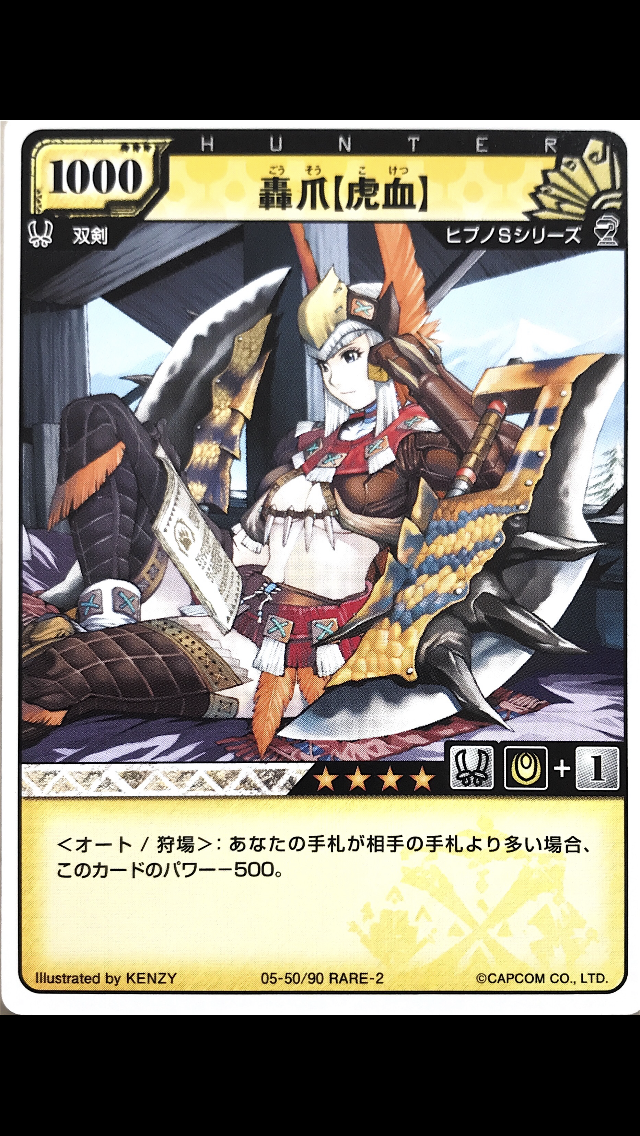 HUNTER
1000
ごう そう こ けつ
轟爪【虎血】
双剣
ヒプノSシリーズ
+ 1
<オート / 狩場>：あなたの手札が相手の手札より多い場合、
このカードのパワー－500。
Illustrated by KENZY
05-50/90 RARE-2
©CAPCOM CO., LTD.